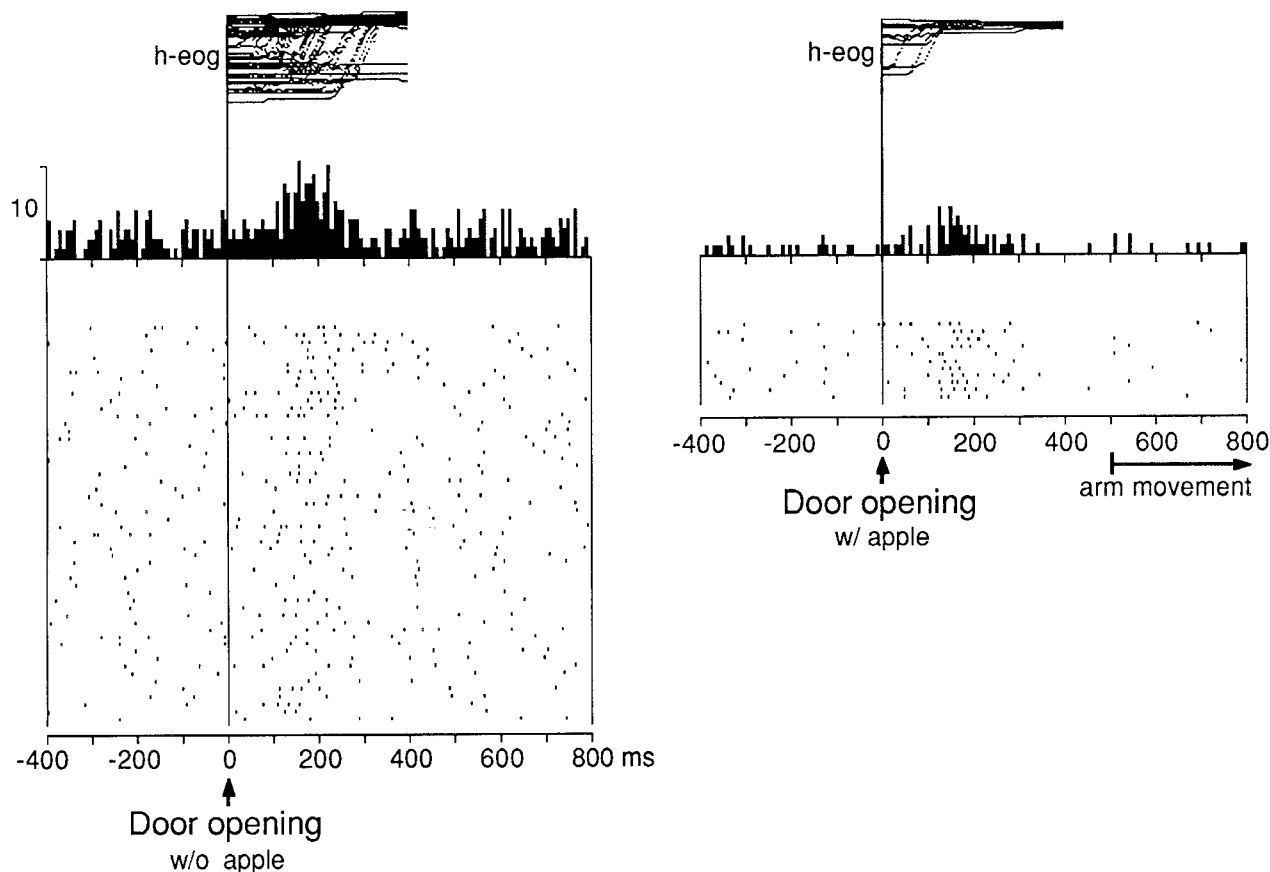 h-eog
10
-400 -200 0 200 400 600 800 ms
Door opening
w/o apple
h-eog
-400 -200 0 200 400 600 800
arm movement
Door opening
w/ apple